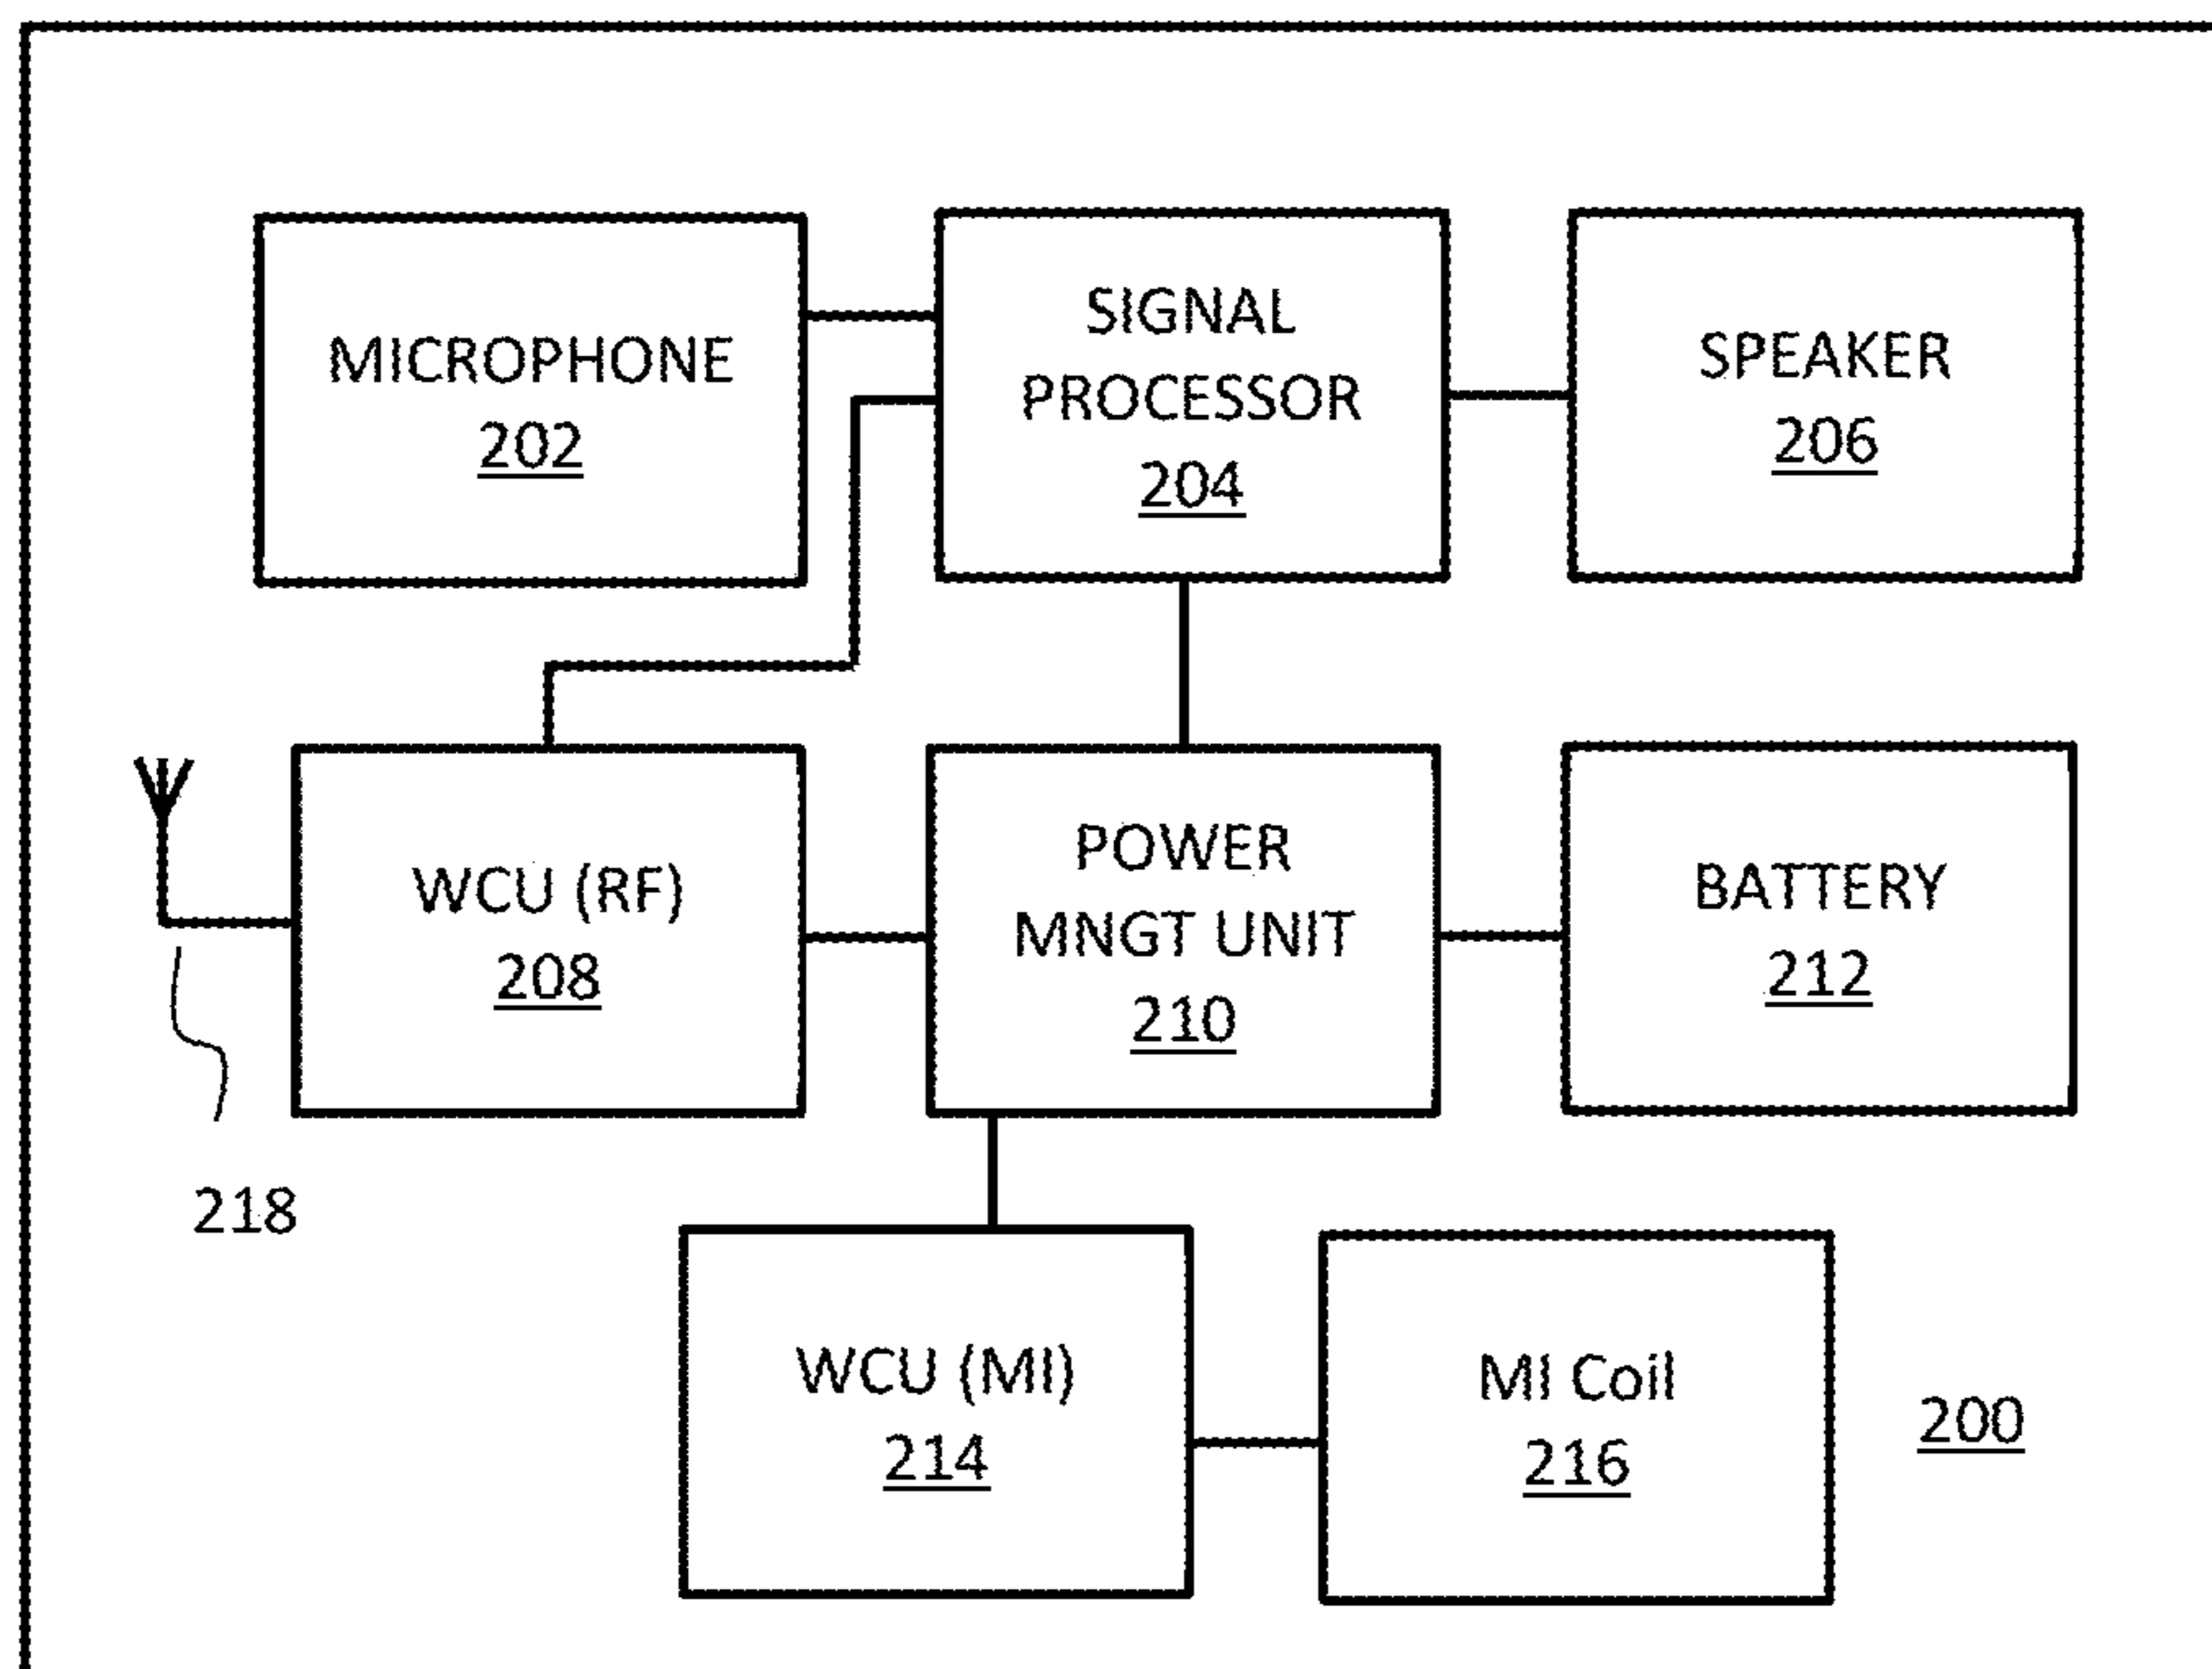 MICROPHONE
202
SIGNAL
PROCESSOR
204
SPEAKER
206
WCU (RF)
208
POWER
MNGT UNIT
210
BATTERY
212
218
WCU (MI)
214
MI Coil
216
200